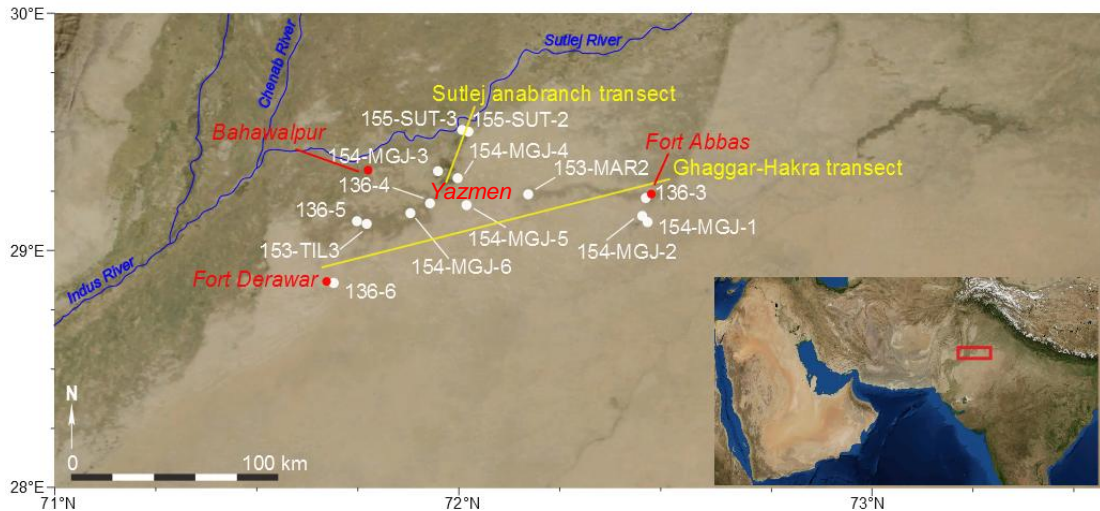 30°E
Chenab River
Sutlej River
Sutlej anabranch transect
155-SUT-3
155-SUT-2
Bahawalpur
154-MGJ-3
154-MGJ-4
Fort Abbas
Ghaggar-Hakra transect
153-MAR2
136-4
Yazmen
136-3
136-5
29°E
153-TIL3
154-MGJ-5
154-MGJ-1
154-MGJ-2
154-MGJ-6
Indus River
Fort Derawar
136-6
N
0
100 km
28°E
71°N
72°N
73°N